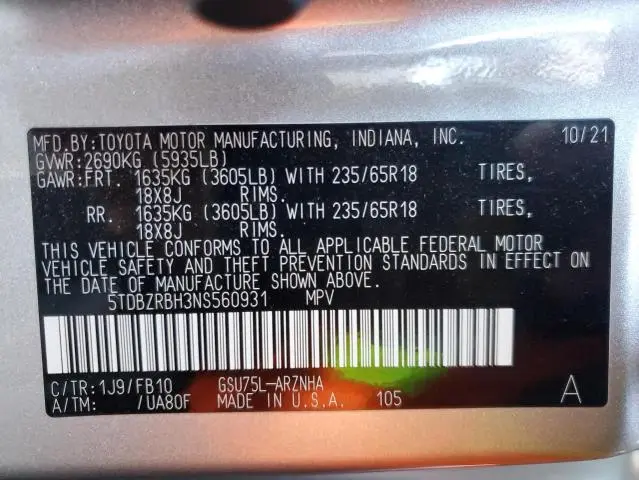 MFD.BY:TOYOTA MOTOR MANUFACTURING, INDIANA, INC. 10/21
GVWR:2690KG (5935LB)
GAWR:FRT. 1635KG (3605LB) WITH 235/65R18 TIRES,
18X8J RIMS.
RR. 1635KG (3605LB) WITH 235/65R18 TIRES,
18X8J RIMS.
THIS VEHICLE CONFORMS TO ALL APPLICABLE FEDERAL MOTOR
VEHICLE SAFETY AND THEFT PREVENTION STANDARDS IN EFFECT ON
THE DATE OF MANUFACTURE SHOWN ABOVE.
5TDBZRBH3NS560931 MPV
C/TR:1J9/FB10 GSU75L-ARZNHA A
A/TM: /UA80F MADE IN U.S.A. 105